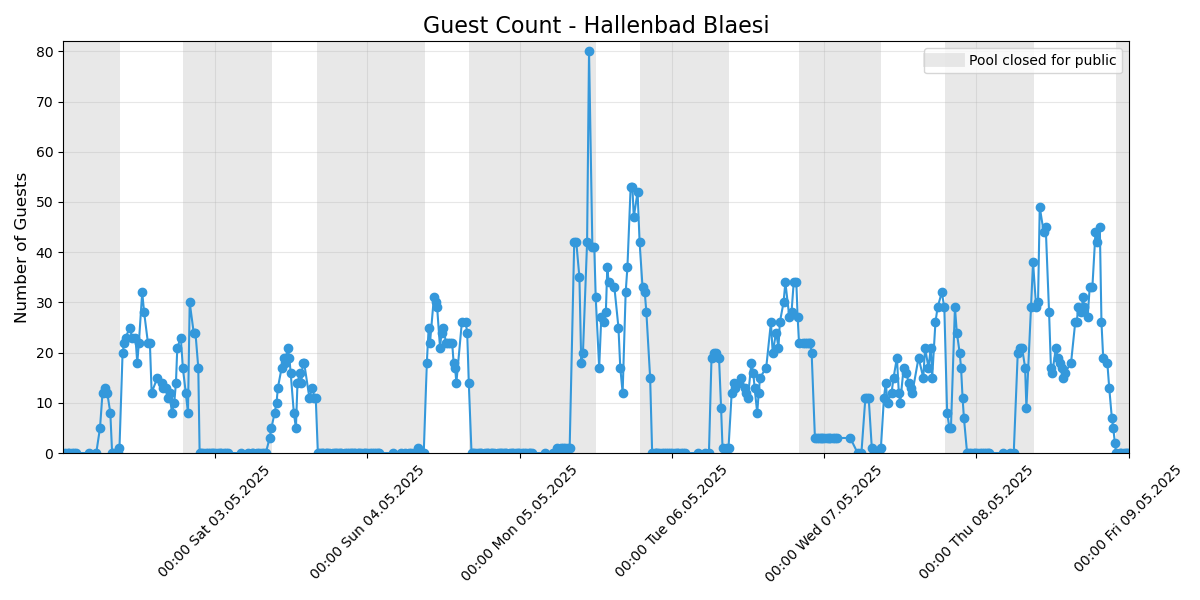 Guest Count - Hallenbad Blaesi
Pool closed for public
Number of Guests
80
70
60
50
40
30
20
10
0
00:00 Sat 03.05.2025
00:00 Sun 04.05.2025
00:00 Mon 05.05.2025
00:00 Tue 06.05.2025
00:00 Wed 07.05.2025
00:00 Thu 08.05.2025
00:00 Fri 09.05.2025